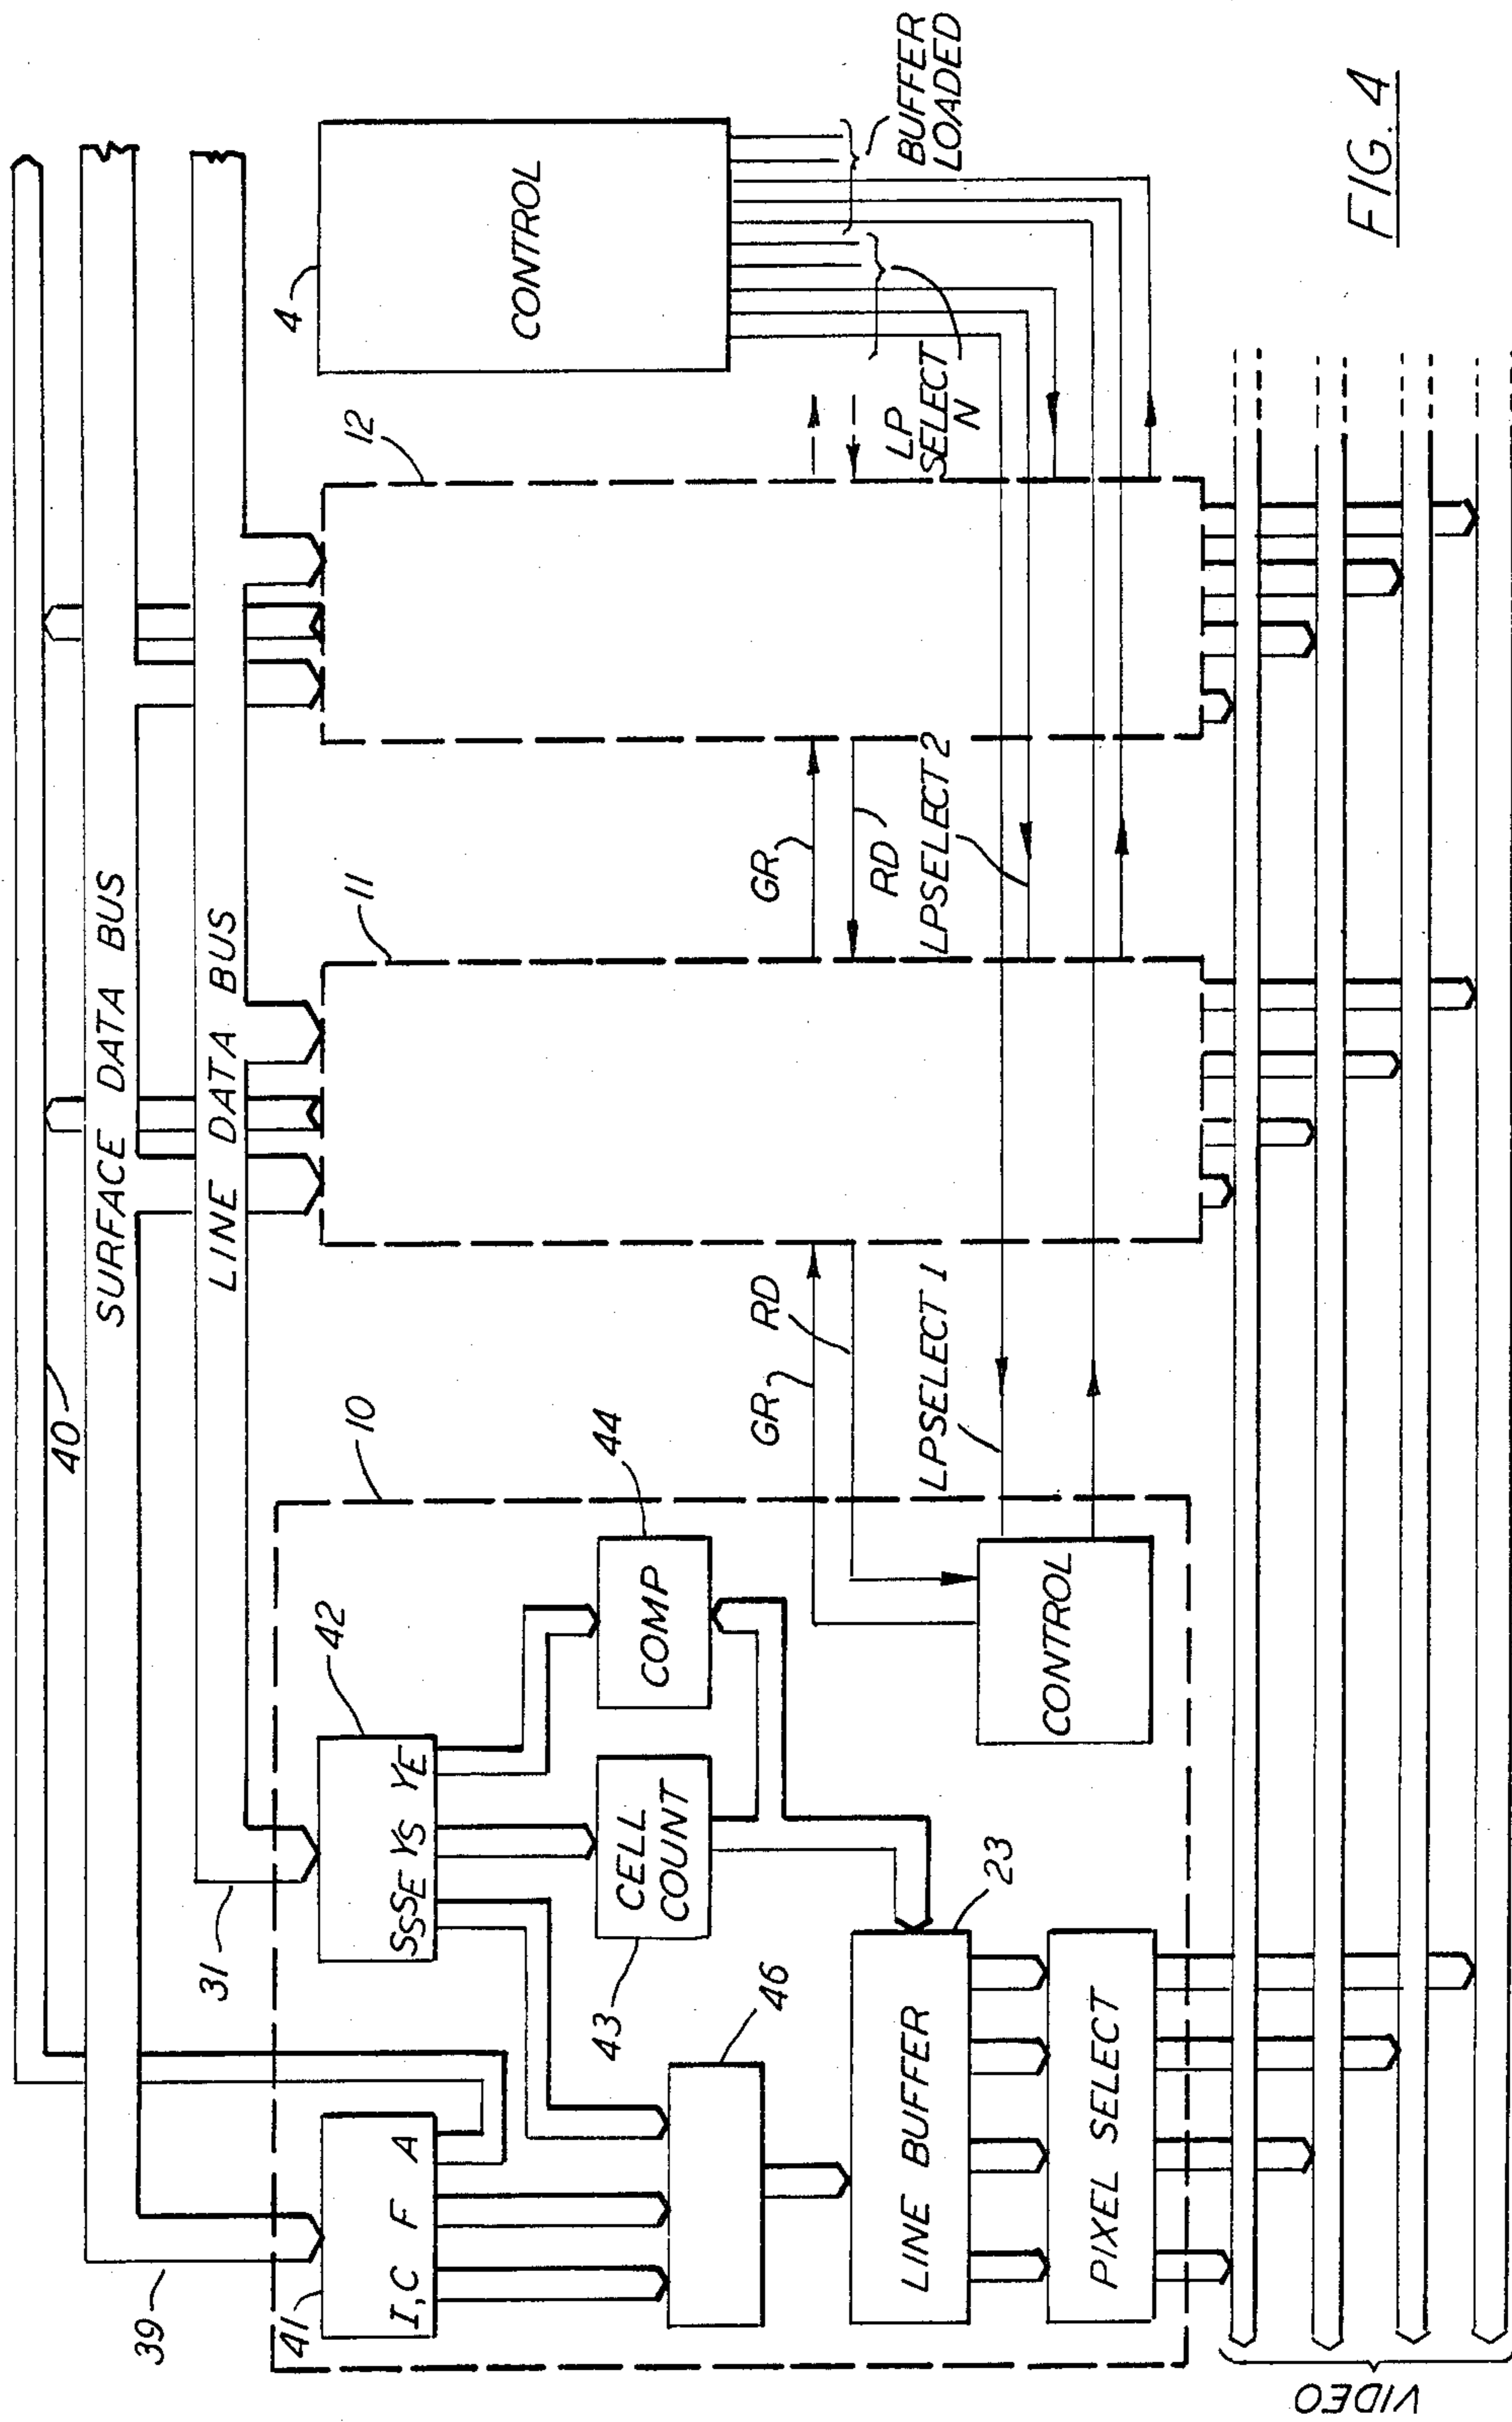 40
SURFACE DATA BUS
LINE DATA BUS
39
31
41
I, C F A
42
SS SE YS YE
10
11
12
4
CONTROL
43
CELL
COUNT
44
COMP
46
GR
RD
GR
RD
LPSELECT 1
LPSELECT 2
LP
SELECT
N
BUFFER
LOADED
LINE BUFFER
23
CONTROL
PIXEL SELECT
VIDEO
FIG. 4